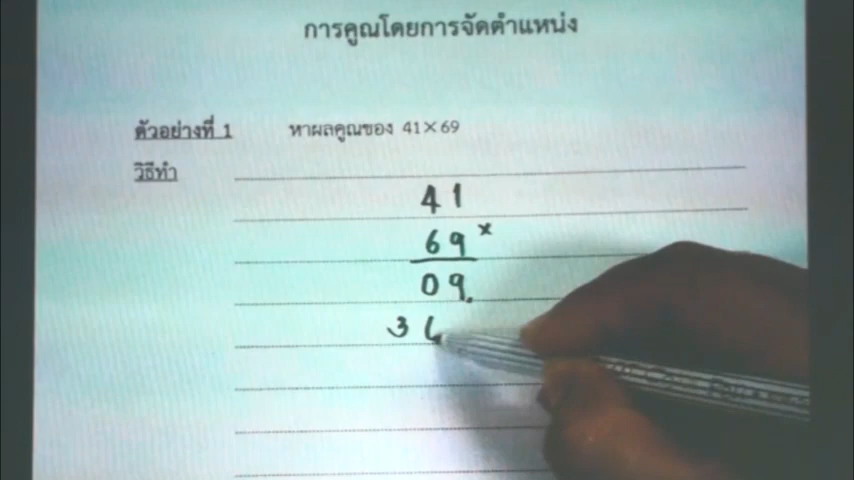 การคูณโดยการจัดตำแหน่ง
ตัวอย่างที่ 1 หาผลคูณของ 41×69
วิธีทำ
41
69 ×
09
3